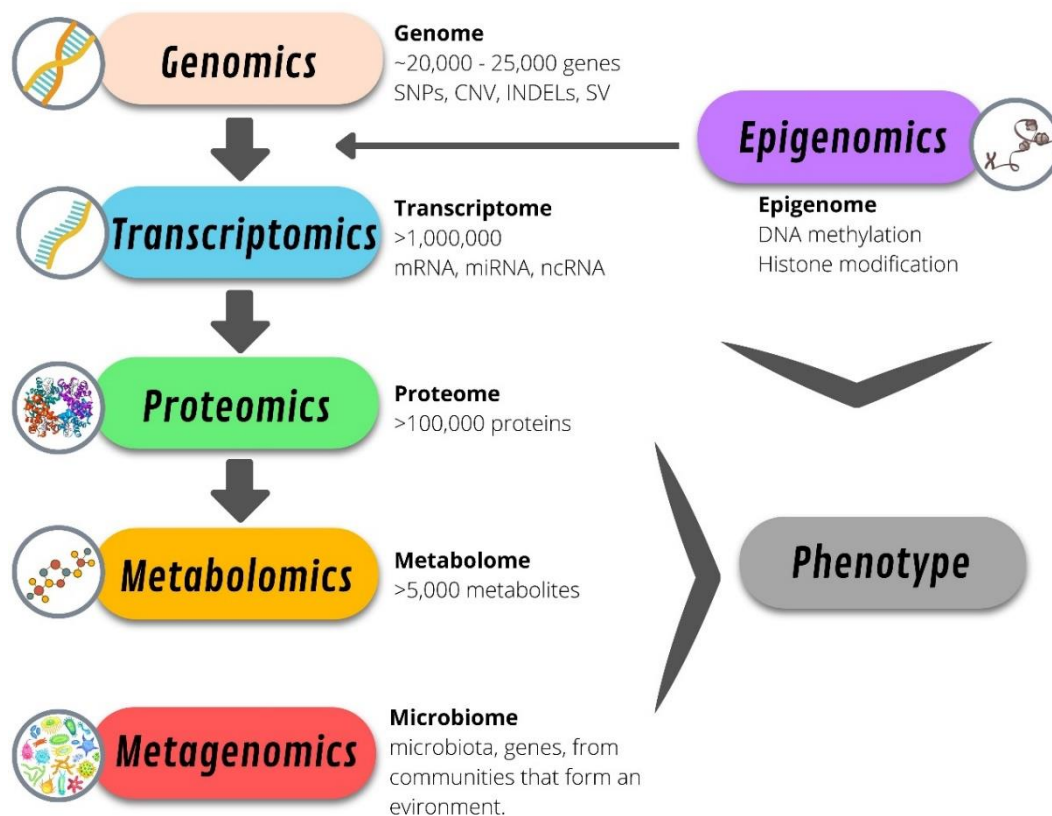 Genomics
Genome
~20,000 - 25,000 genes
SNPs, CNV, INDELs, SV
Epigenomics
Epigenome
DNA methylation
Histone modification
Transcriptomics
Transcriptome
>1,000,000
mRNA, miRNA, ncRNA
Proteomics
Proteome
>100,000 proteins
Metabolomics
Metabolome
>5,000 metabolites
Phenotype
Metagenomics
Microbiome
microbiota, genes, from
communities that form an
evironment.